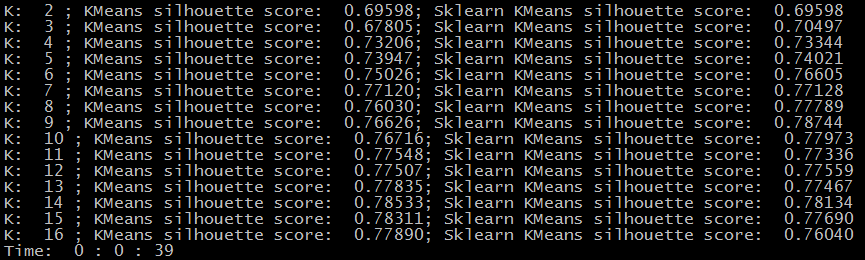 K:  2 ; KMeans silhouette score:  0.69598; Sklearn KMeans silhouette score:  0.69598
K:  3 ; KMeans silhouette score:  0.67805; Sklearn KMeans silhouette score:  0.70497
K:  4 ; KMeans silhouette score:  0.73206; Sklearn KMeans silhouette score:  0.73344
K:  5 ; KMeans silhouette score:  0.73947; Sklearn KMeans silhouette score:  0.74021
K:  6 ; KMeans silhouette score:  0.75026; Sklearn KMeans silhouette score:  0.76605
K:  7 ; KMeans silhouette score:  0.77120; Sklearn KMeans silhouette score:  0.77128
K:  8 ; KMeans silhouette score:  0.76030; Sklearn KMeans silhouette score:  0.77789
K:  9 ; KMeans silhouette score:  0.76626; Sklearn KMeans silhouette score:  0.78744
K:  10 ; KMeans silhouette score:  0.76716; Sklearn KMeans silhouette score:  0.77973
K:  11 ; KMeans silhouette score:  0.77548; Sklearn KMeans silhouette score:  0.77336
K:  12 ; KMeans silhouette score:  0.77507; Sklearn KMeans silhouette score:  0.77559
K:  13 ; KMeans silhouette score:  0.77835; Sklearn KMeans silhouette score:  0.77467
K:  14 ; KMeans silhouette score:  0.78533; Sklearn KMeans silhouette score:  0.78134
K:  15 ; KMeans silhouette score:  0.78311; Sklearn KMeans silhouette score:  0.77690
K:  16 ; KMeans silhouette score:  0.77890; Sklearn KMeans silhouette score:  0.76040
Time:  0 : 0 : 39